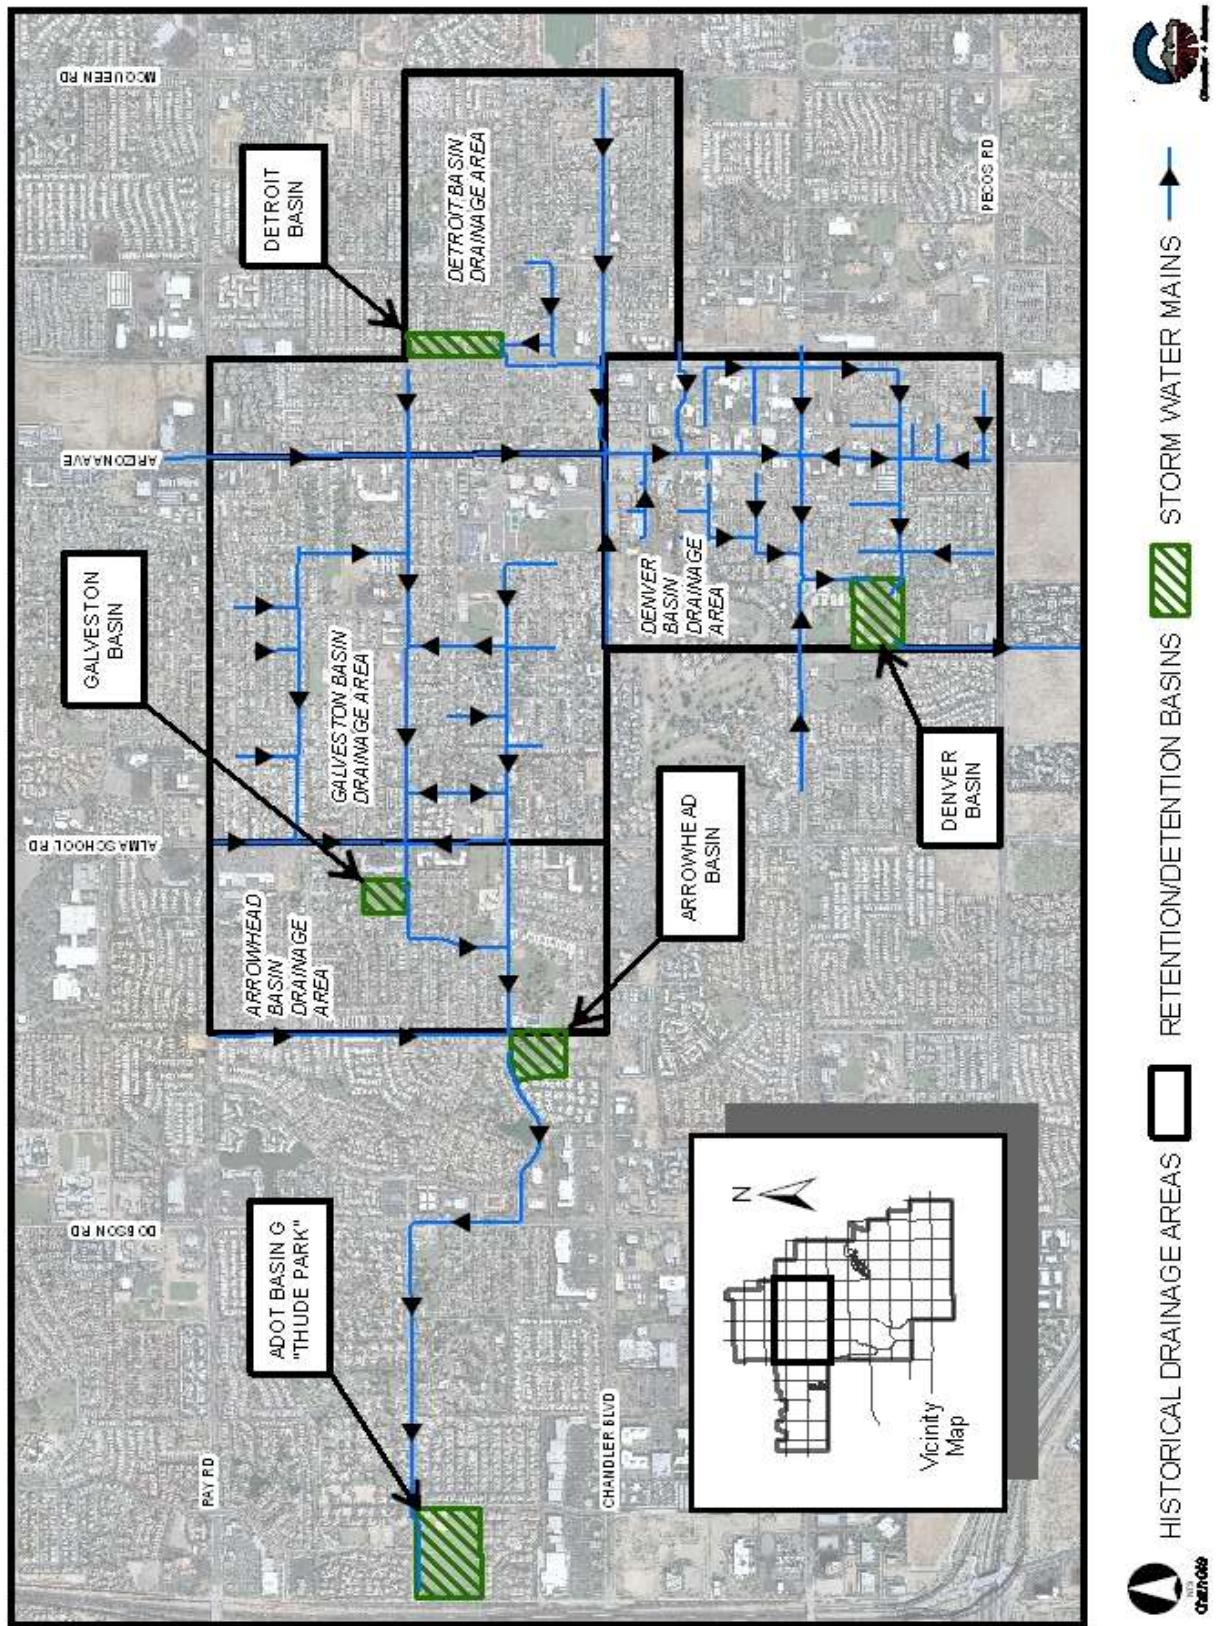 MCQUEEN RD
ARIZONA AVE
ALMA SCHOOL RD
DOBSON RD
RAY RD
CHANDLER BLVD
PECOS RD
DETROIT
BASIN
DETROIT BASIN
DRAINAGE AREA
GALVESTON
BASIN
GALVESTON BASIN
DRAINAGE AREA
ARROWHEAD
BASIN
DRAINAGE
AREA
DENVER
BASIN
DRAINAGE
AREA
ADOT BASIN G
"THUDE PARK"
ARROWHEAD
BASIN
DENVER
BASIN
N
Vicinity
Map
HISTORICAL DRAINAGE AREAS
RETENTION/DETENTION BASINS
STORM WATER MAINS